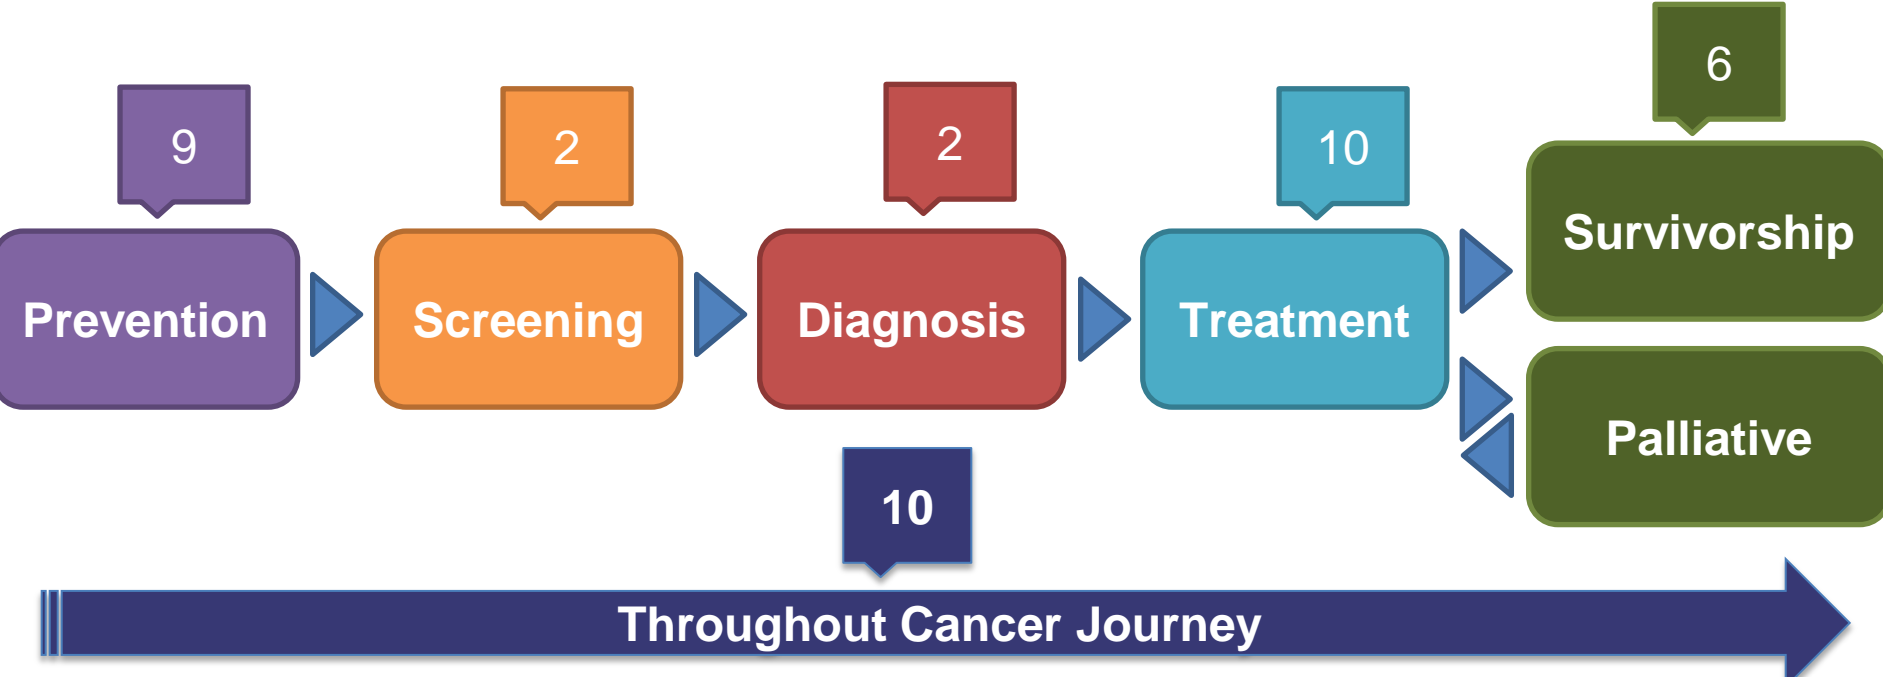 6
9
2
2
10
Survivorship
Prevention
Screening
Diagnosis
Treatment
Palliative
10
Throughout Cancer Journey